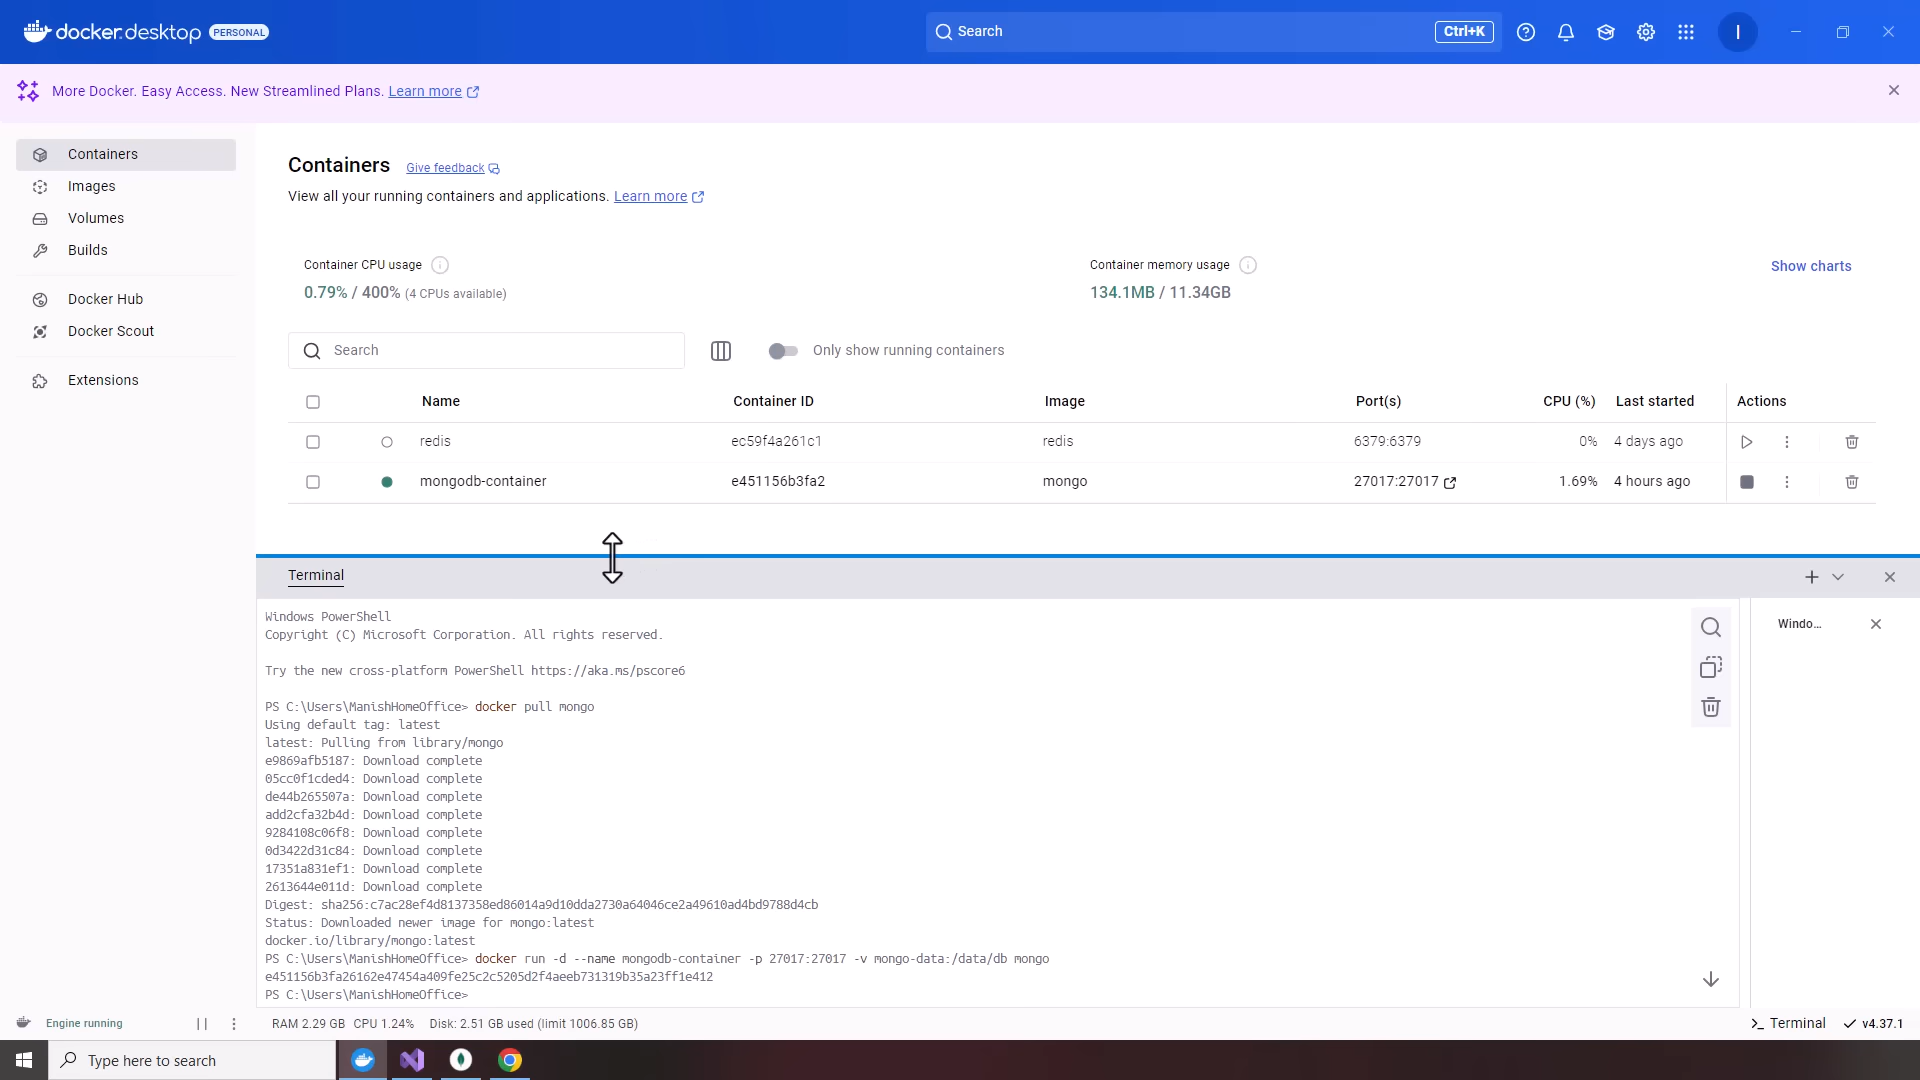 docker desktop PERSONAL
Search
Ctrl+K
I
More Docker. Easy Access. New Streamlined Plans. Learn more
Containers
Images
Volumes
Builds
Docker Hub
Docker Scout
Extensions
Containers Give feedback
View all your running containers and applications. Learn more
Container CPU usage
0.79% / 400% (4 CPUs available)
Container memory usage
134.1MB / 11.34GB
Show charts
Search
Only show running containers
Name Container ID Image Port(s) CPU (%) Last started Actions
redis ec59f4a261c1 redis 6379:6379 0% 4 days ago
mongodb-container e451156b3fa2 mongo 27017:27017 1.69% 4 hours ago
Terminal
Windows PowerShell
Copyright (C) Microsoft Corporation. All rights reserved.
Try the new cross-platform PowerShell https://aka.ms/pscore6
PS C:\Users\ManishHomeOffice> docker pull mongo
Using default tag: latest
latest: Pulling from library/mongo
e9869afb5187: Download complete
05cc0f1cded4: Download complete
de44b265507a: Download complete
add2cfa32b4d: Download complete
9284108c06f8: Download complete
0d3422d31c84: Download complete
17351a831ef1: Download complete
2613644e011d: Download complete
Digest: sha256:c7ac28ef4d8137358ed86014a9d10dda2730a64046ce2a49610ad4bd9788d4cb
Status: Downloaded newer image for mongo:latest
docker.io/library/mongo:latest
PS C:\Users\ManishHomeOffice> docker run -d --name mongodb-container -p 27017:27017 -v mongo-data:/data/db mongo
e451156b3fa26162e47454a409fe25c2c5205d2f4aeeb731319b35a23ff1e412
PS C:\Users\ManishHomeOffice>
Windo...
Engine running
RAM 2.29 GB CPU 1.24% Disk: 2.51 GB used (limit 1006.85 GB)
Terminal
v4.37.1
Type here to search